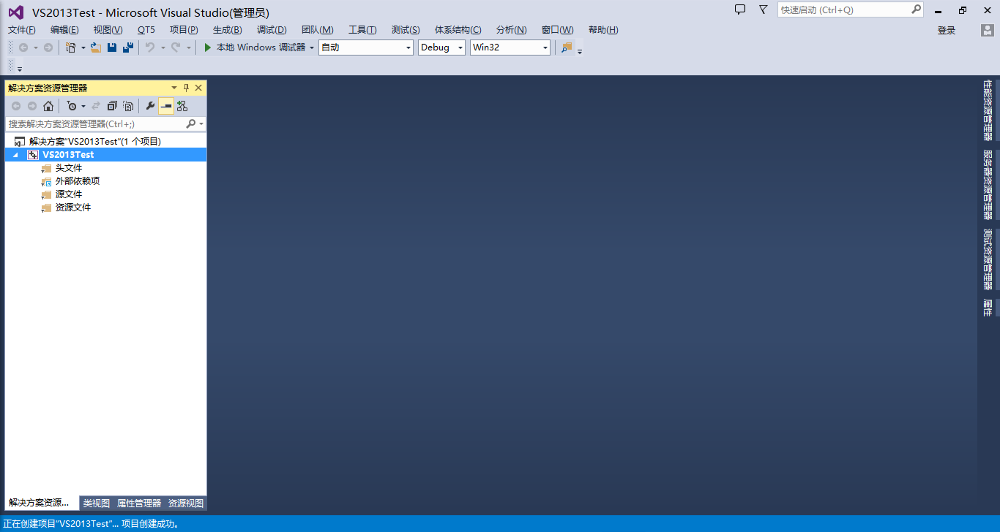 VS2013Test - Microsoft Visual Studio(管理员)
快速启动 (Ctrl+Q)
文件(F) 编辑(E) 视图(V) QT5 项目(P) 生成(B) 调试(D) 团队(M) 工具(T) 测试(S) 体系结构(C) 分析(N) 窗口(W) 帮助(H)
登录
本地 Windows 调试器 自动 Debug Win32
解决方案资源管理器
搜索解决方案资源管理器(Ctrl+;)
解决方案“VS2013Test”(1 个项目)
VS2013Test
头文件
外部依赖项
源文件
资源文件
解决方案资源... 类视图 属性管理器 资源视图
性能资源管理器
服务器资源管理器
测试资源管理器
属性
正在创建项目“VS2013Test”... 项目创建成功。